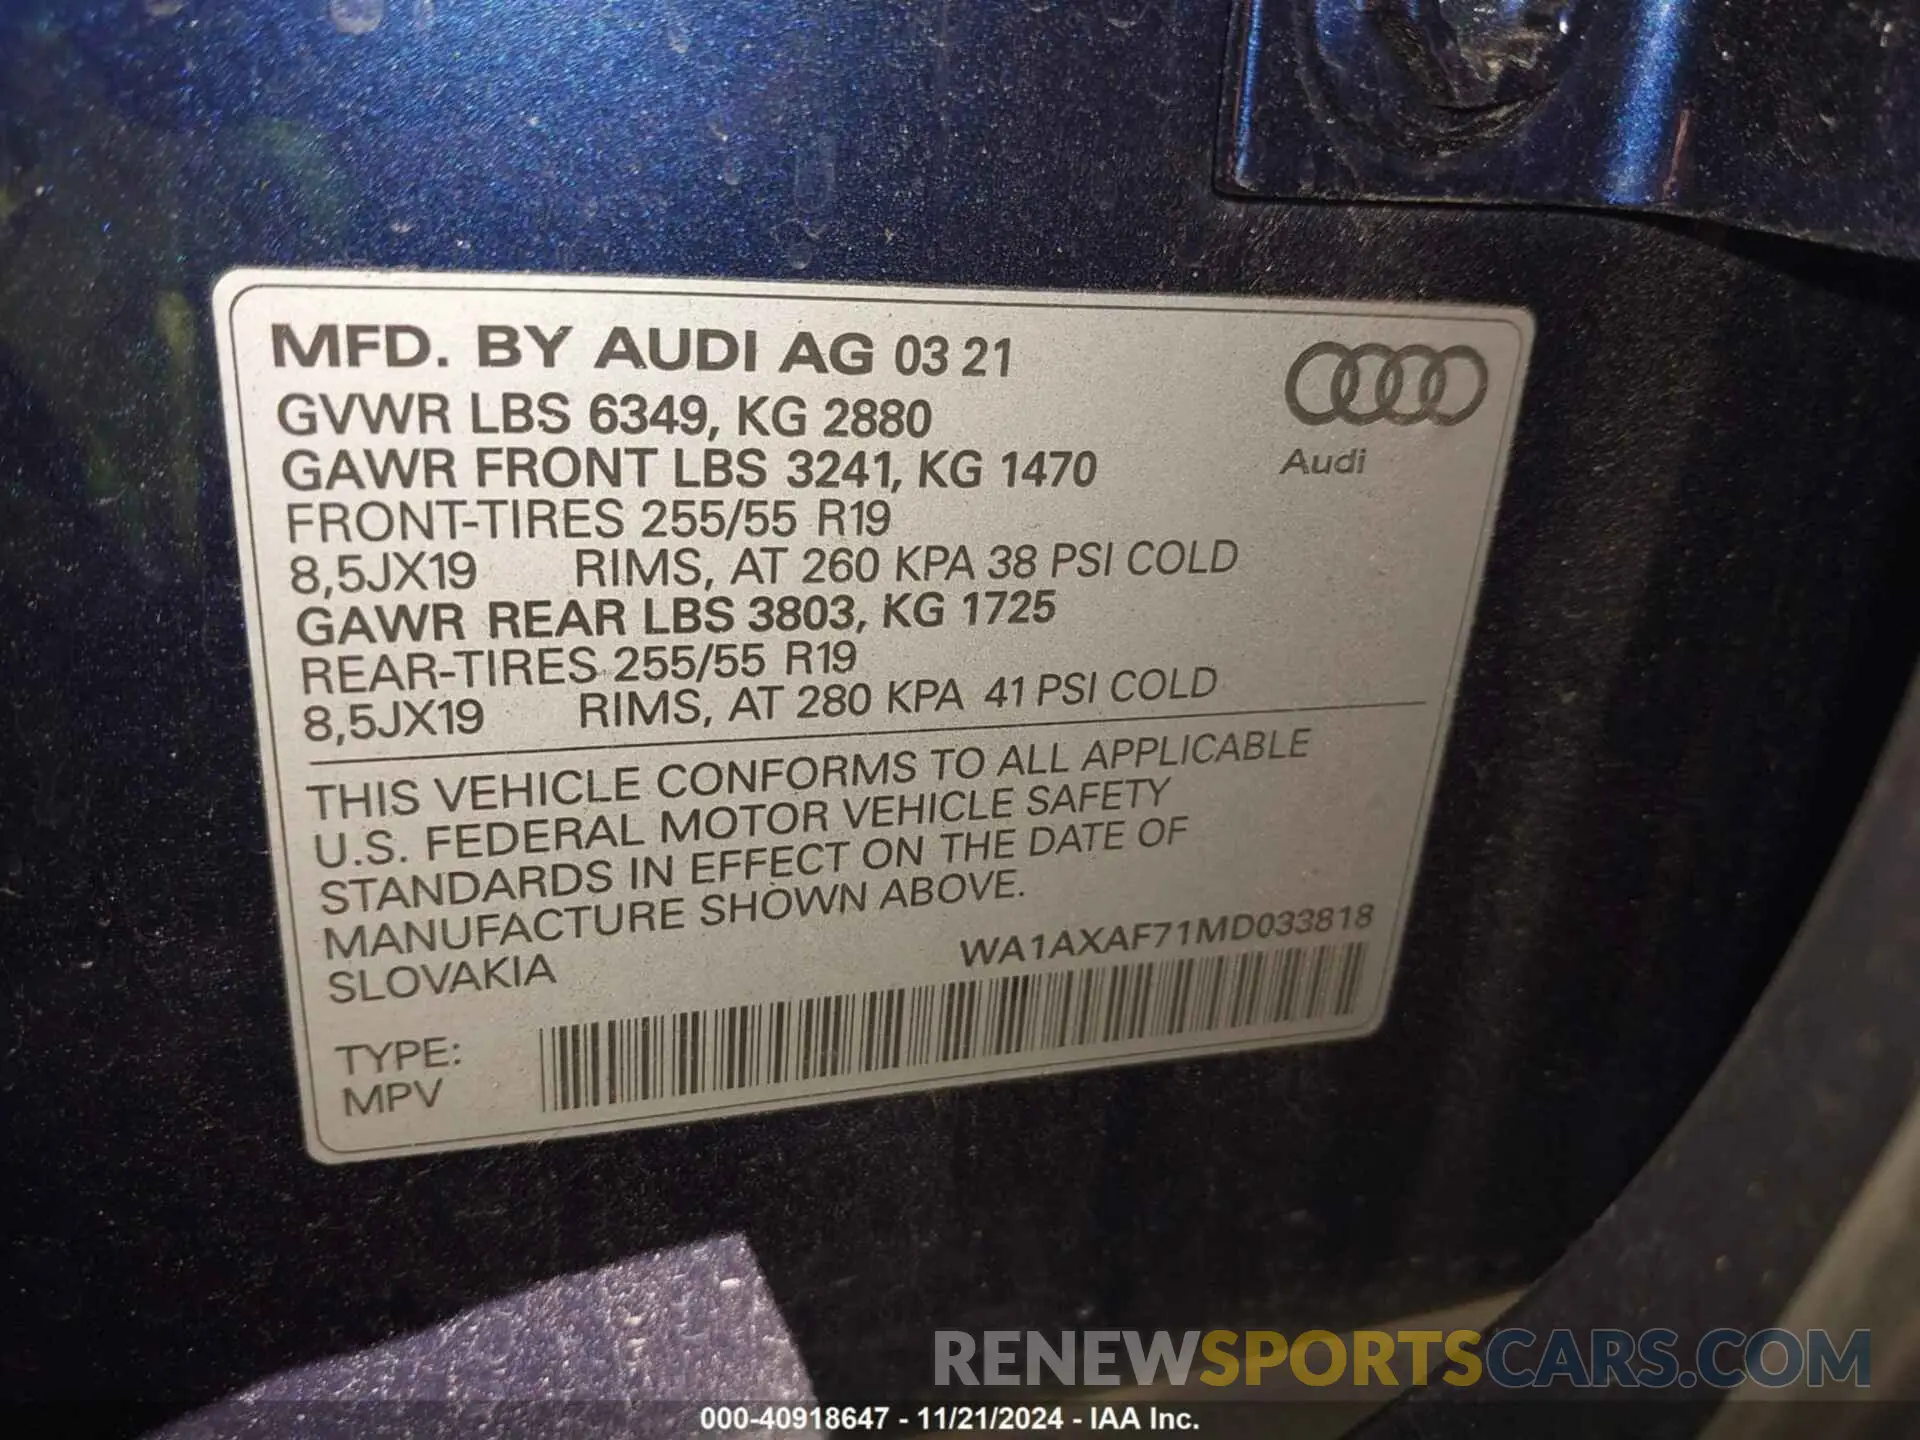 MFD. BY AUDI AG 03 21
Audi
GVWR LBS 6349, KG 2880
GAWR FRONT LBS 3241, KG 1470
FRONT-TIRES 255/55 R19
8,5JX19 RIMS, AT 260 KPA 38 PSI COLD
GAWR REAR LBS 3803, KG 1725
REAR-TIRES 255/55 R19
8,5JX19 RIMS, AT 280 KPA 41 PSI COLD
THIS VEHICLE CONFORMS TO ALL APPLICABLE
U.S. FEDERAL MOTOR VEHICLE SAFETY
STANDARDS IN EFFECT ON THE DATE OF
MANUFACTURE SHOWN ABOVE.
SLOVAKIA WA1AXAF71MD033818
TYPE:
MPV
RENEWSPORTSCARS.COM
000-40918647 - 11/21/2024 - IAA Inc.